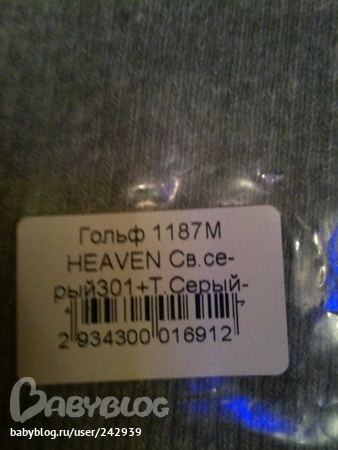 Гольф 1187М
HEAVEN Св.се-
рый301+Т.Серый-
2 934300 016912
BABYBLOG
babyblog.ru/user/242939